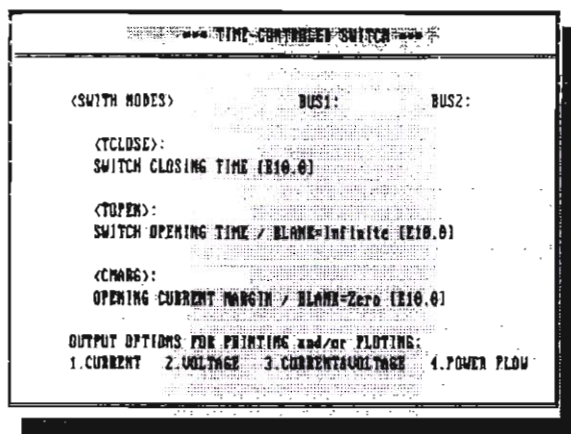 *** TIME-CONTROLED SWITCH ***
<SWITH MODES> BUS1: BUS2:
<TCLOSE>:
SWITCH CLOSING TIME [E10.0]
<TOPEN>:
SWITCH OPENING TIME / BLANK=Infinite [E10.0]
<CMARG>:
OPENING CURRENT MARGIN / BLANK=Zero [E10.0]
OUTPUT OPTIONS FOR PRINTING and/or PLOTING:
1.CURRENT 2.VOLTAGE 3.CURRENT&VOLTAGE 4.POWER FLOW